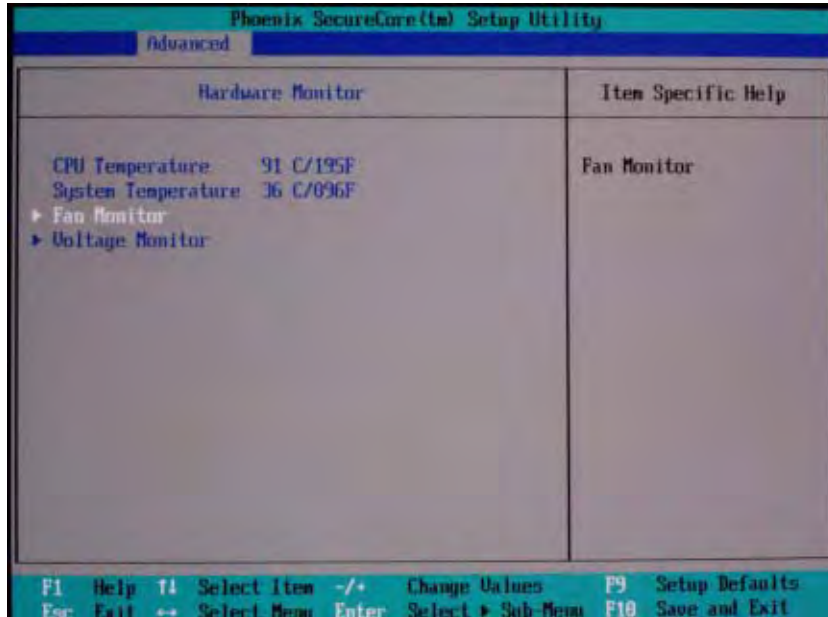 Phoenix SecureCore(tm) Setup Utility
Advanced
Hardware Monitor
Item Specific Help
CPU Temperature 91 C/195F
System Temperature 36 C/096F
▶ Fan Monitor
▶ Voltage Monitor
Fan Monitor
F1 Help ↑↓ Select Item -/+ Change Values F9 Setup Defaults
Esc Exit ↔ Select Menu Enter Select ▶ Sub-Menu F10 Save and Exit